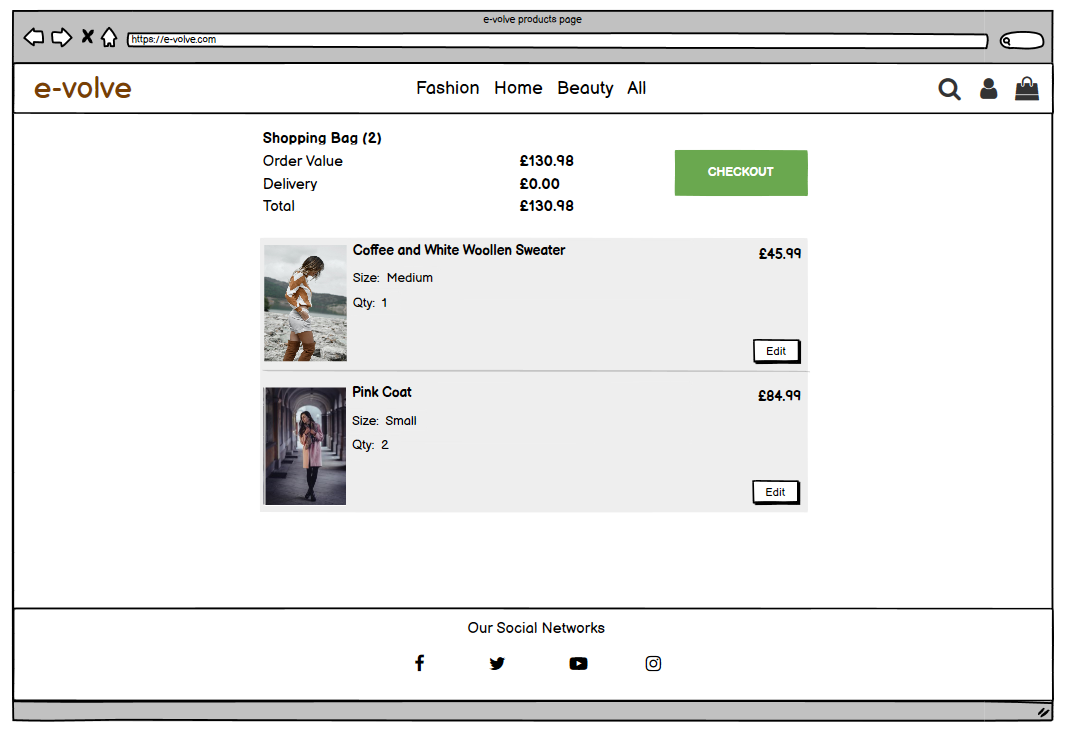 e-volve products page
https://e-volve.com
e-volve Fashion Home Beauty All
Shopping Bag (2)
Order Value £130.98
CHECKOUT
Delivery £0.00
Total £130.98
Coffee and White Woollen Sweater £45.99
Size: Medium
Qty: 1
Edit
Pink Coat £84.99
Size: Small
Qty: 2
Edit
Our Social Networks